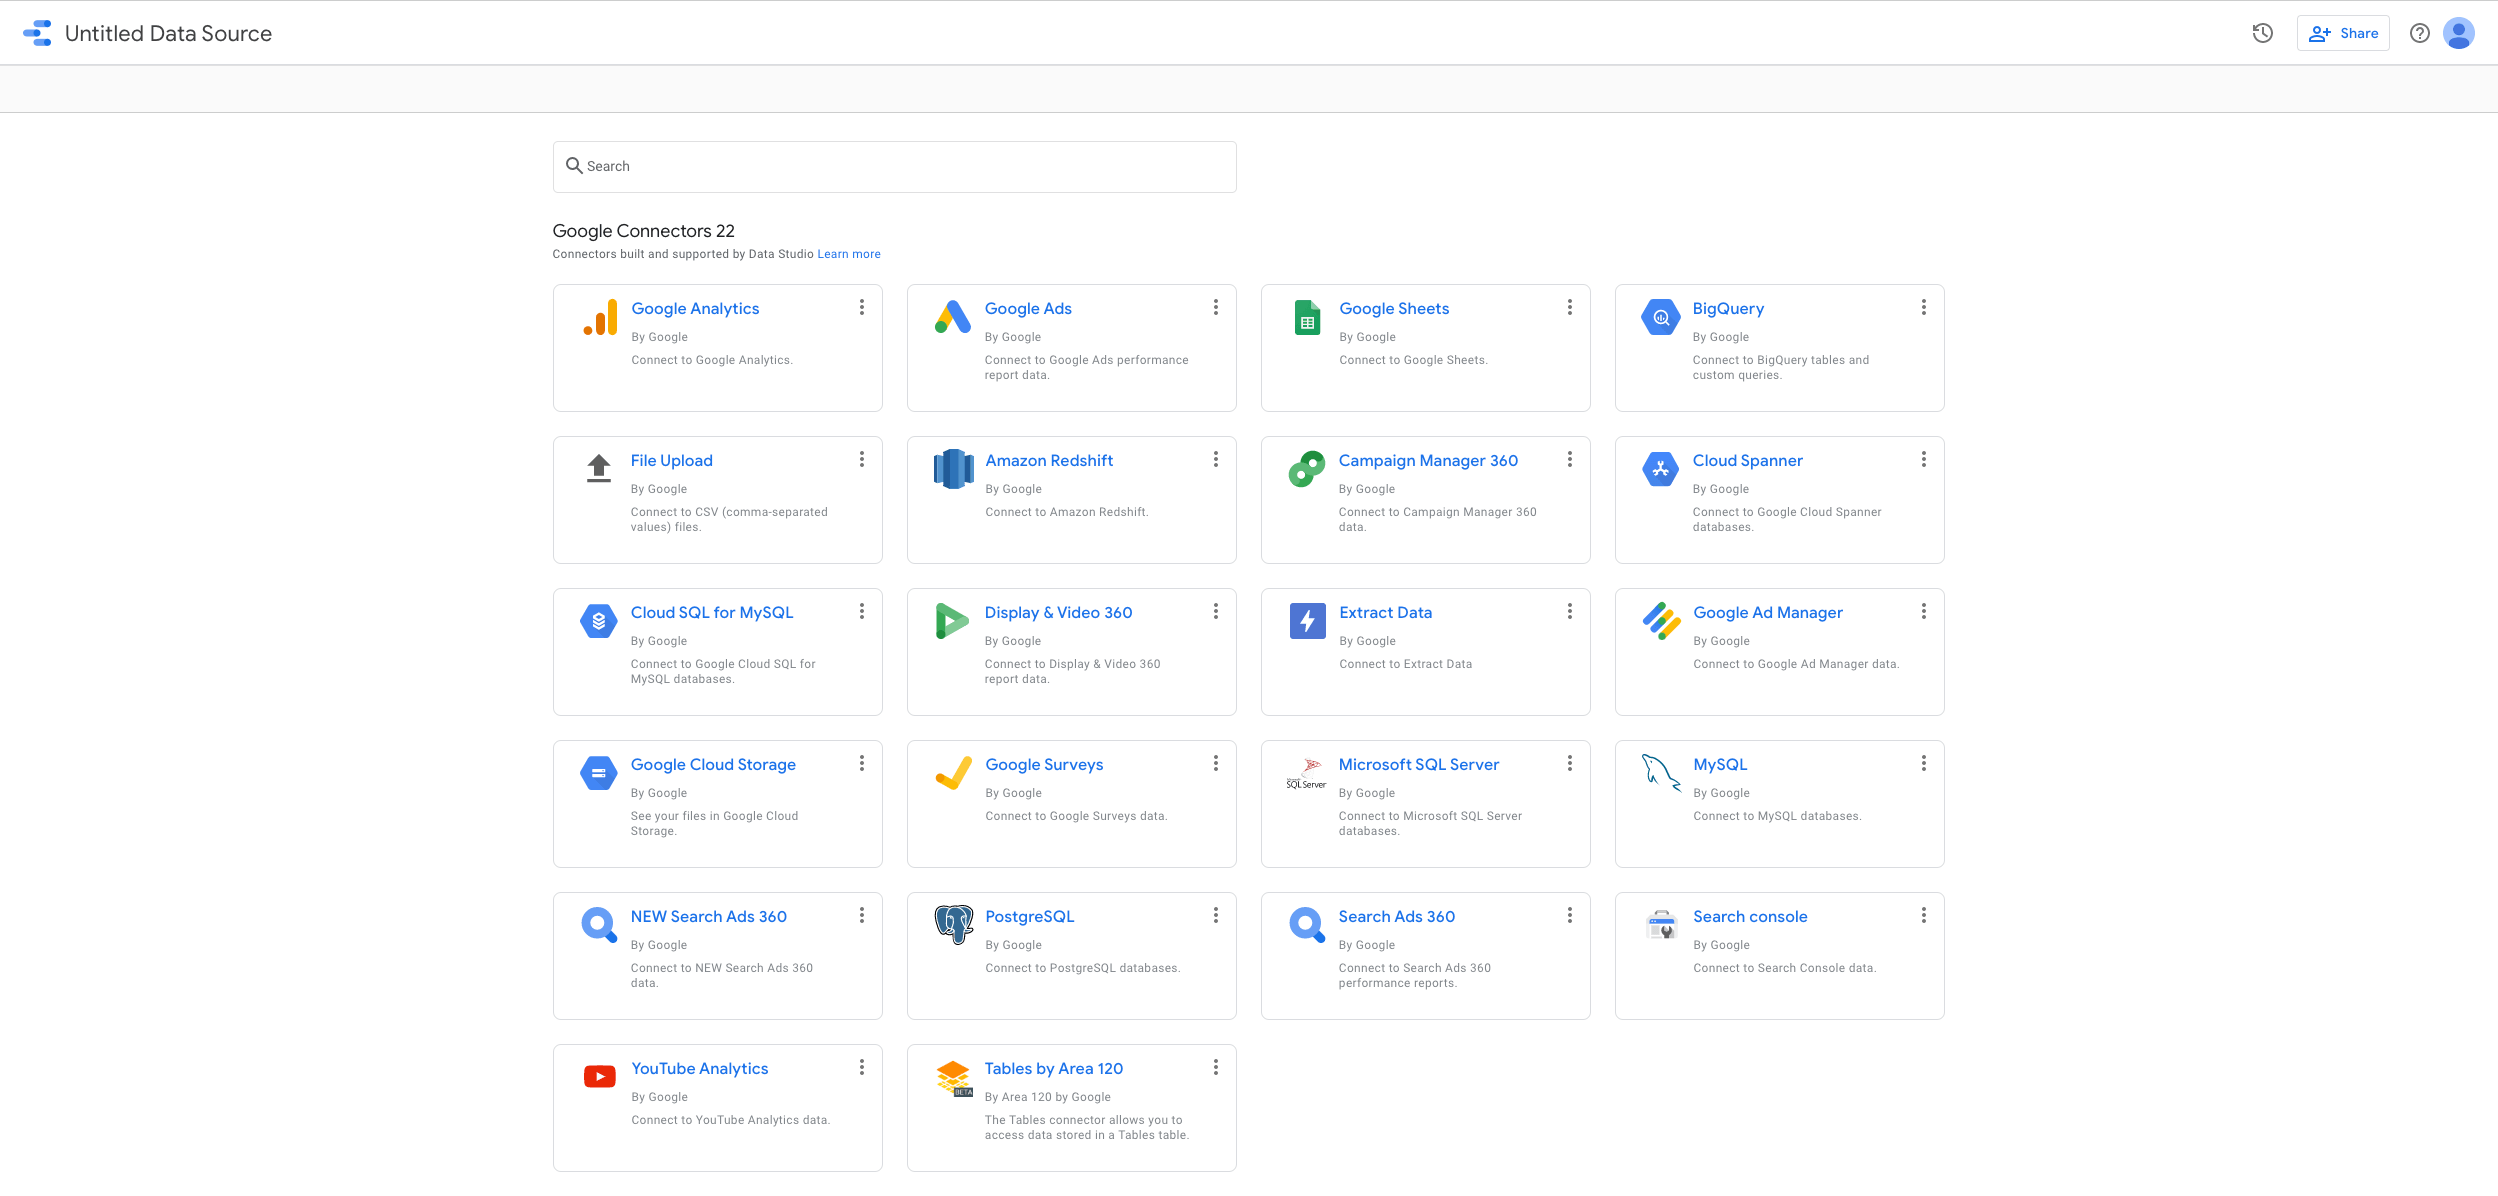 Untitled Data Source
Share
Search
Google Connectors 22
Connectors built and supported by Data Studio Learn more
Google Analytics
By Google
Connect to Google Analytics.
Google Ads
By Google
Connect to Google Ads performance
report data.
Google Sheets
By Google
Connect to Google Sheets.
BigQuery
By Google
Connect to BigQuery tables and
custom queries.
File Upload
By Google
Connect to CSV (comma-separated
values) files.
Amazon Redshift
By Google
Connect to Amazon Redshift.
Campaign Manager 360
By Google
Connect to Campaign Manager 360
data.
Cloud Spanner
By Google
Connect to Google Cloud Spanner
databases.
Cloud SQL for MySQL
By Google
Connect to Google Cloud SQL for
MySQL databases.
Display & Video 360
By Google
Connect to Display & Video 360
report data.
Extract Data
By Google
Connect to Extract Data
Google Ad Manager
By Google
Connect to Google Ad Manager data.
Google Cloud Storage
By Google
See your files in Google Cloud
Storage.
Google Surveys
By Google
Connect to Google Surveys data.
SQL Server
Microsoft SQL Server
By Google
Connect to Microsoft SQL Server
databases.
MySQL
By Google
Connect to MySQL databases.
NEW Search Ads 360
By Google
Connect to NEW Search Ads 360
data.
PostgreSQL
By Google
Connect to PostgreSQL databases.
Search Ads 360
By Google
Connect to Search Ads 360
performance reports.
Search console
By Google
Connect to Search Console data.
YouTube Analytics
By Google
Connect to YouTube Analytics data.
BETA
Tables by Area 120
By Area 120 by Google
The Tables connector allows you to
access data stored in a Tables table.